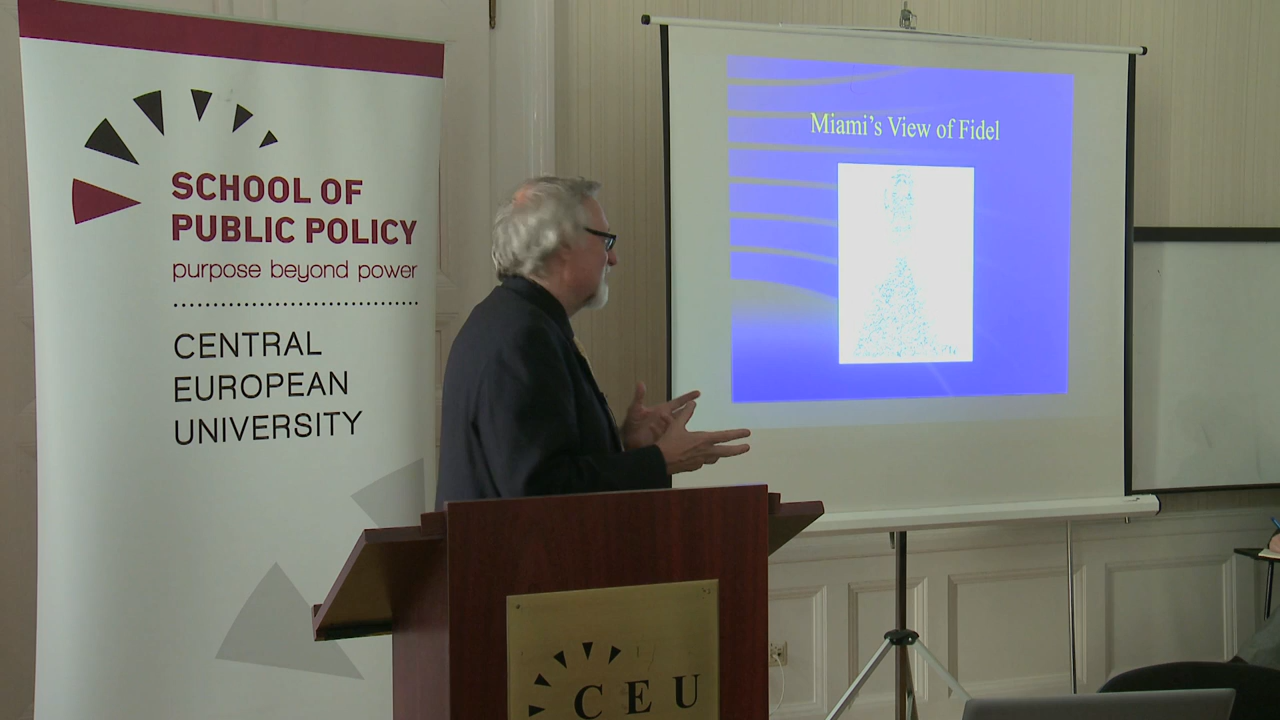 SCHOOL OF
PUBLIC POLICY
purpose beyond power
CENTRAL
EUROPEAN
UNIVERSITY
Miami's View of Fidel
CEU